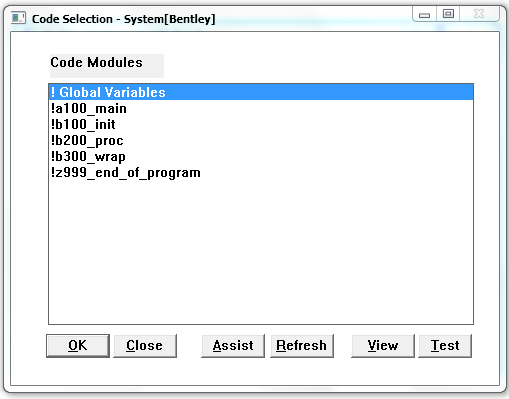 Code Selection - System[Bentley]
Code Modules
! Global Variables
!a100_main
!b100_init
!b200_proc
!b300_wrap
!z999_end_of_program
OK Close Assist Refresh View Test